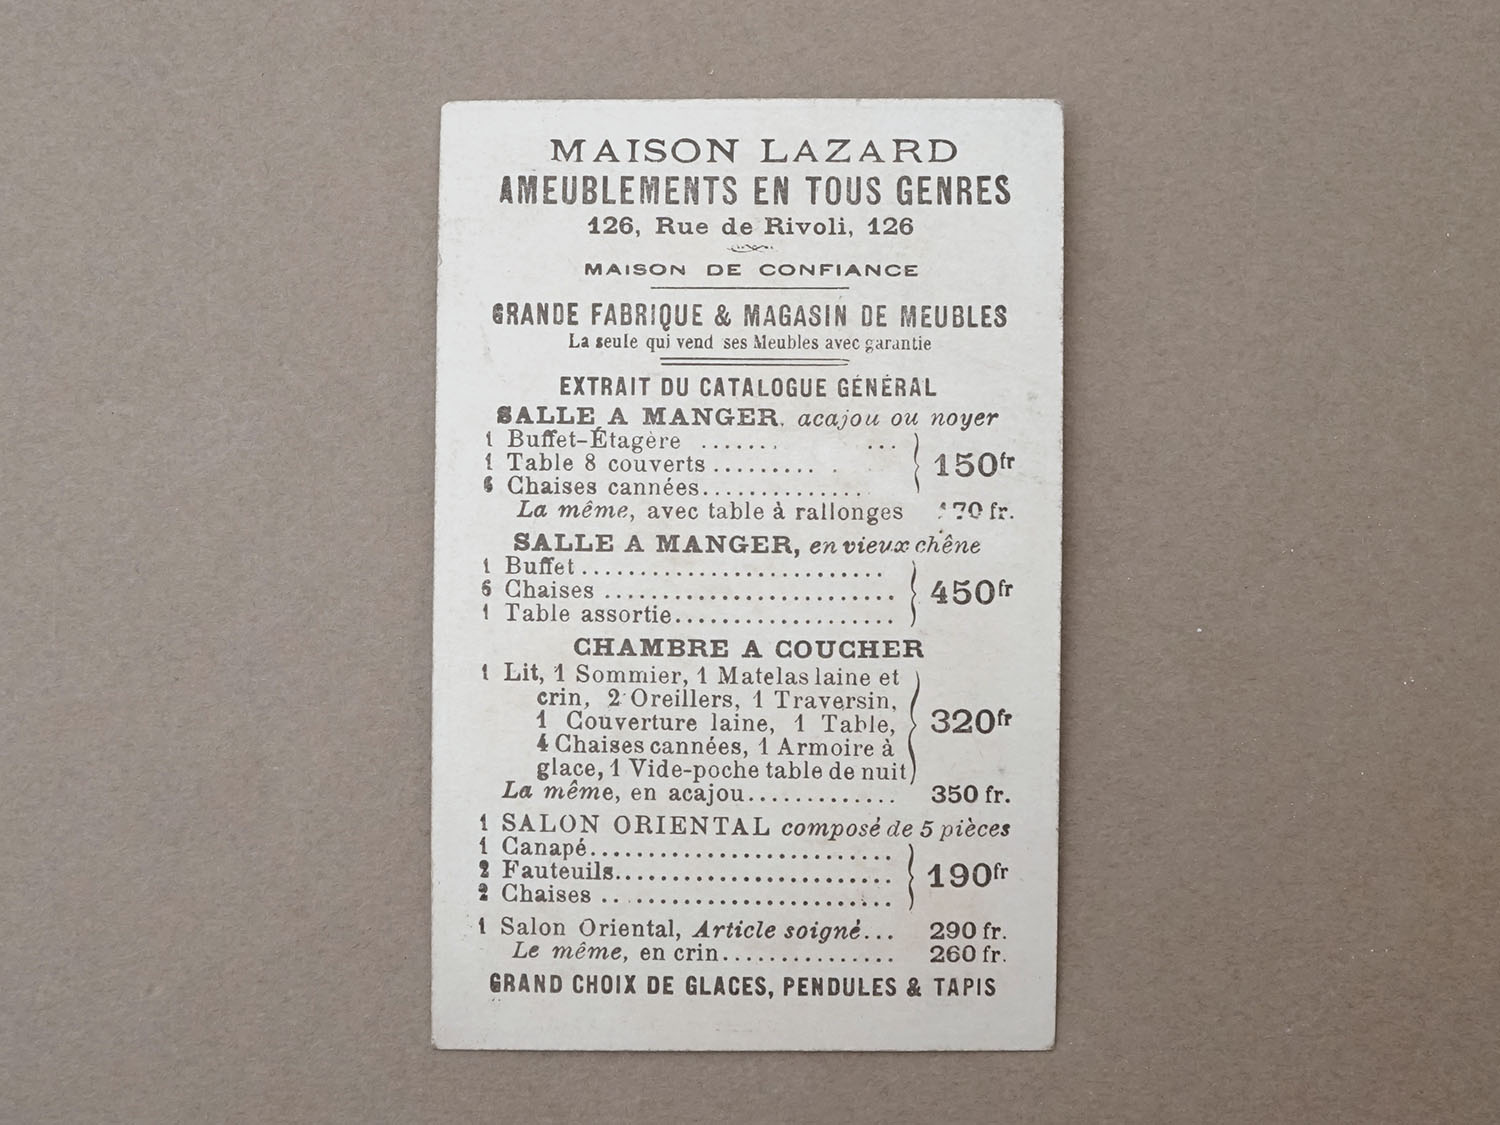 MAISON LAZARD
AMEUBLEMENTS EN TOUS GENRES
126, Rue de Rivoli, 126
MAISON DE CONFIANCE
GRANDE FABRIQUE & MAGASIN DE MEUBLES
La seule qui vend ses Meubles avec garantie
EXTRAIT DU CATALOGUE GÉNÉRAL
SALLE A MANGER, acajou ou noyer
1 Buffet-Étagère ....... ...
1 Table 8 couverts......... . 150fr
6 Chaises cannées..............
La même, avec table à rallonges 170 fr.
SALLE A MANGER, en vieux chêne
1 Buffet..........................
6 Chaises ......................... 450fr
1 Table assortie...................
CHAMBRE A COUCHER
1 Lit, 1 Sommier, 1 Matelas laine et
crin, 2 Oreillers, 1 Traversin,
1 Couverture laine, 1 Table, 320fr
4 Chaises cannées, 1 Armoire à
glace, 1 Vide-poche table de nuit
La même, en acajou............. 350 fr.
1 SALON ORIENTAL composé de 5 pièces
1 Canapé..........................
2 Fauteuils........................ 190fr
2 Chaises .. ......................
1 Salon Oriental, Article soigné... 290 fr.
Le même, en crin............... 260 fr.
GRAND CHOIX DE GLACES, PENDULES & TAPIS